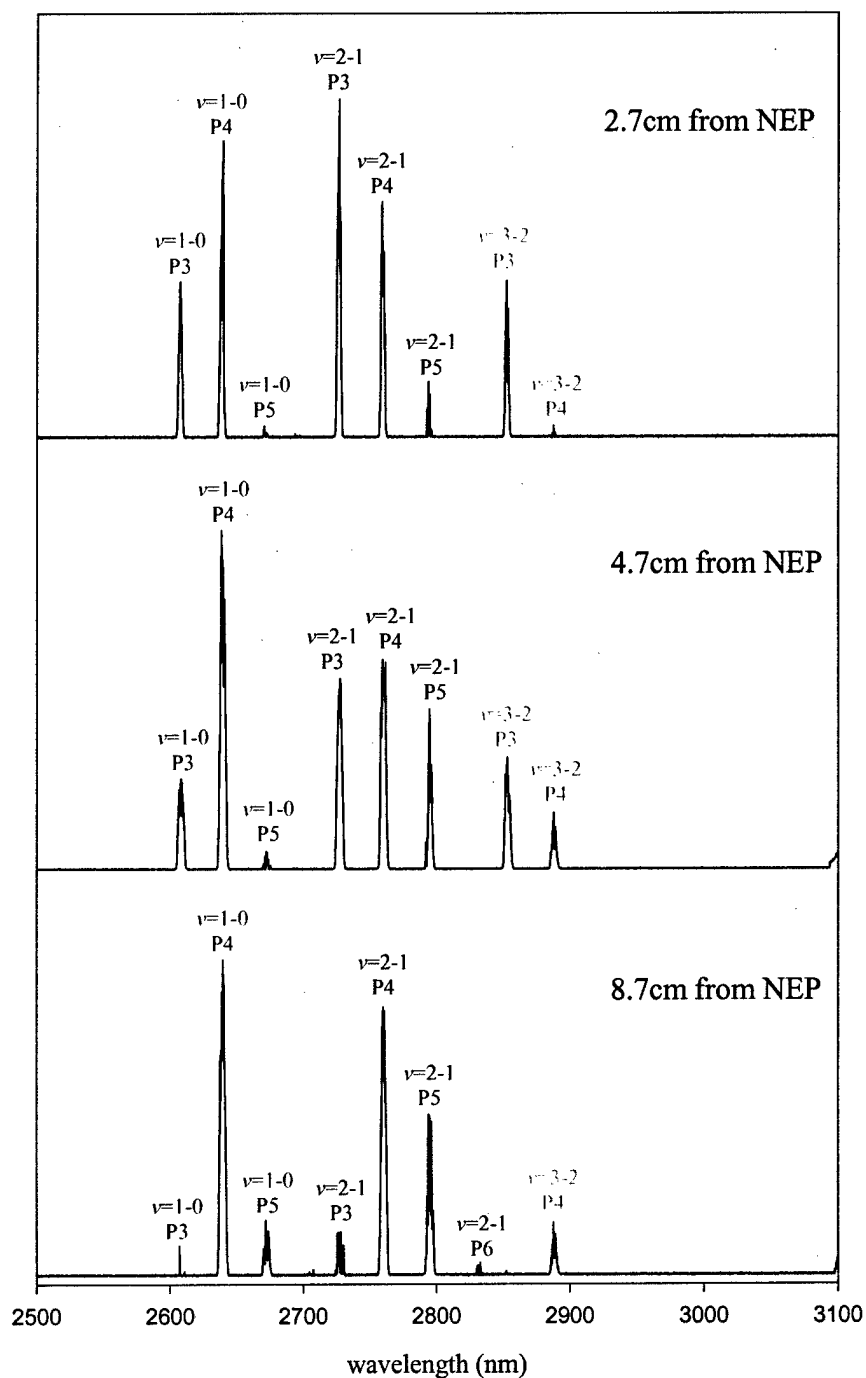 v=1-0
P3
v=1-0
P4
v=1-0
P5
v=2-1
P3
v=2-1
P4
v=2-1
P5
v=3-2
P3
v=3-2
P4
2.7cm from NEP
v=1-0
P3
v=1-0
P4
v=1-0
P5
v=2-1
P3
v=2-1
P4
v=2-1
P5
v=3-2
P3
v=3-2
P4
4.7cm from NEP
v=1-0
P3
v=1-0
P4
v=1-0
P5
v=2-1
P3
v=2-1
P4
v=2-1
P5
v=2-1
P6
v=3-2
P4
8.7cm from NEP
2500 2600 2700 2800 2900 3000 3100
wavelength (nm)